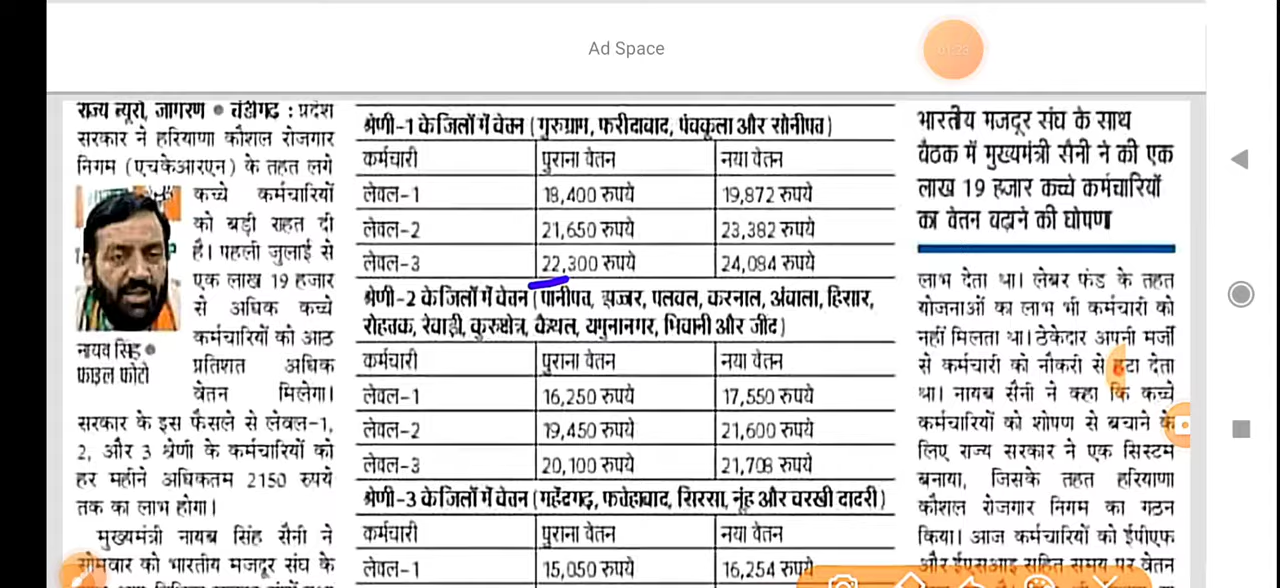 Ad Space
01:23
राज्य ब्यूरो, जागरण • चंडीगढ़ : प्रदेश
सरकार ने हरियाणा कौशल रोजगार
निगम (एचकेआरएन) के तहत लगे
कच्चे कर्मचारियों
को बड़ी राहत दी
है। पहली जुलाई से
एक लाख 19 हजार
से अधिक कच्चे
कर्मचारियों को आठ
प्रतिशत अधिक
वेतन मिलेगा।
नायब सिंह •
फाइल फोटो
सरकार के इस फैसले से लेवल-1,
2, और 3 श्रेणी के कर्मचारियों को
हर महीने अधिकतम 2150 रुपये
तक का लाभ होगा।
मुख्यमंत्री नायब सिंह सैनी ने
सोमवार को भारतीय मजदूर संघ के
श्रेणी-1 के जिलों में वेतन (गुरुग्राम, फरीदाबाद, पंचकूला और सोनीपत)
कर्मचारी पुराना वेतन नया वेतन
लेवल-1 18,400 रुपये 19,872 रुपये
लेवल-2 21,650 रुपये 23,382 रुपये
लेवल-3 22,300 रुपये 24,084 रुपये
श्रेणी-2 के जिलों में वेतन (पानीपत, झज्जर, पलवल, करनाल, अंबाला, हिसार,
रोहतक, रेवाड़ी, कुरुक्षेत्र, कैथल, यमुनानगर, भिवानी और जींद)
कर्मचारी पुराना वेतन नया वेतन
लेवल-1 16,250 रुपये 17,550 रुपये
लेवल-2 19,450 रुपये 21,600 रुपये
लेवल-3 20,100 रुपये 21,708 रुपये
श्रेणी-3 के जिलों में वेतन (महेंद्रगढ़, फतेहाबाद, सिरसा, नूंह और चरखी दादरी)
कर्मचारी पुराना वेतन नया वेतन
लेवल-1 15,050 रुपये 16,254 रुपये
भारतीय मजदूर संघ के साथ
बैठक में मुख्यमंत्री सैनी ने की एक
लाख 19 हजार कच्चे कर्मचारियों
का वेतन बढ़ाने की घोषणा
लाभ देता था। लेबर फंड के तहत
योजनाओं का लाभ भी कर्मचारी को
नहीं मिलता था। ठेकेदार अपनी मर्जी
से कर्मचारी को नौकरी से हटा देता
था। नायब सैनी ने कहा कि कच्चे
कर्मचारियों को शोषण से बचाने के
लिए राज्य सरकार ने एक सिस्टम
बनाया, जिसके तहत हरियाणा
कौशल रोजगार निगम का गठन
किया। आज कर्मचारियों को ईपीएफ
और ईएसआइ सहित समय पर वेतन